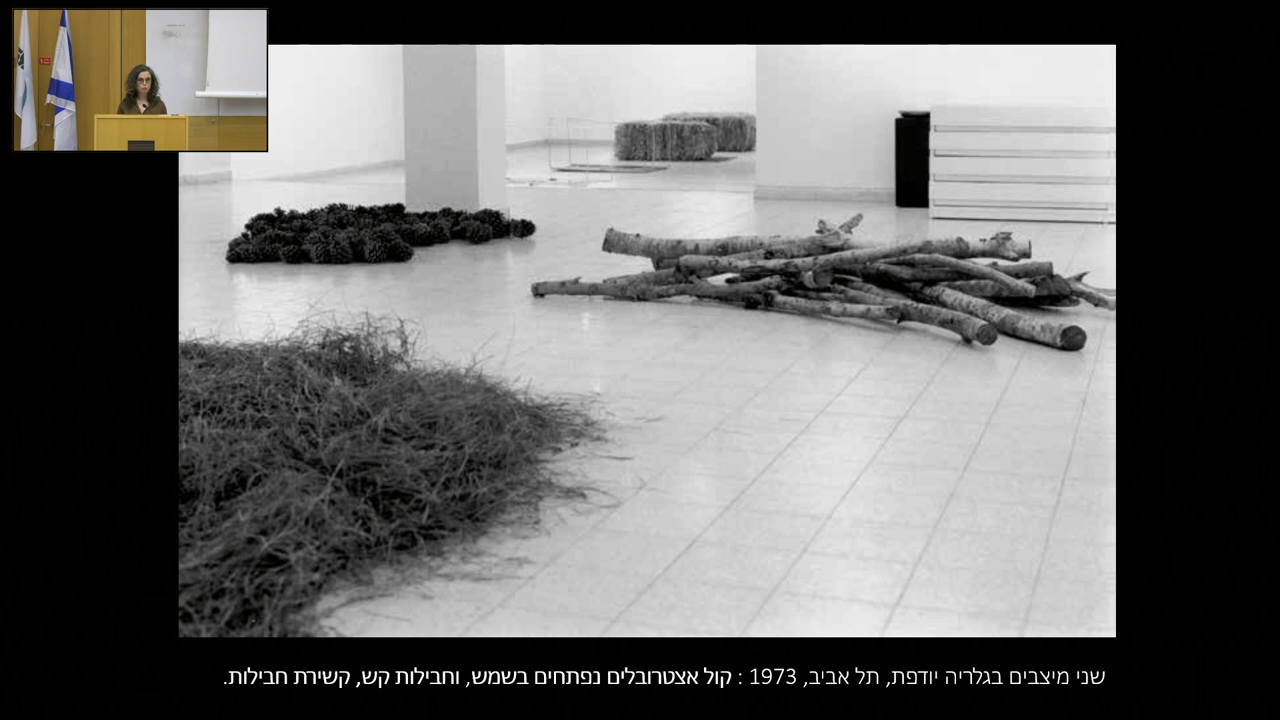 שני מיצבים בגלריה יודפת, תל אביב, 1973 : קול אצטרובלים נפתחים בשמש, וחבילות קש, קשירת חבילות.